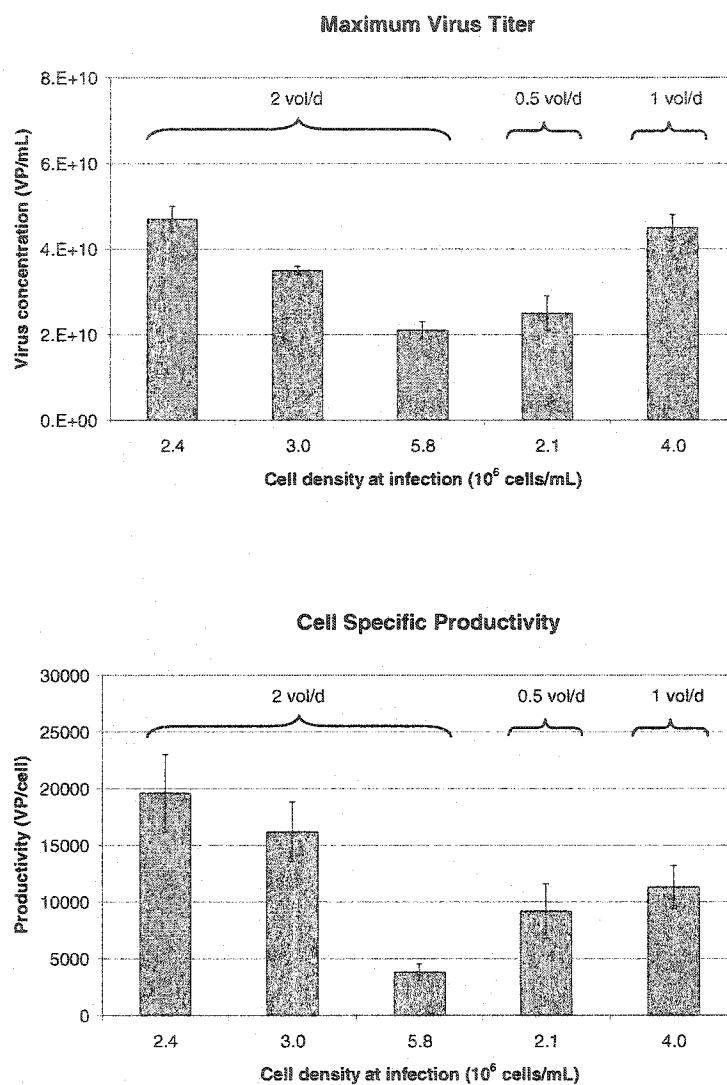 Maximum Virus Titer
8.E+10
6.E+10
4.E+10
2.E+10
0.E+00
Virus concentration (VP/mL)
2 vol/d 0.5 vol/d 1 vol/d
2.4 3.0 5.8 2.1 4.0
Cell density at infection (10⁶ cells/mL)
Cell Specific Productivity
30000
25000
20000
15000
10000
5000
0
Productivity (VP/cell)
2 vol/d 0.5 vol/d 1 vol/d
2.4 3.0 5.8 2.1 4.0
Cell density at infection (10⁶ cells/mL)